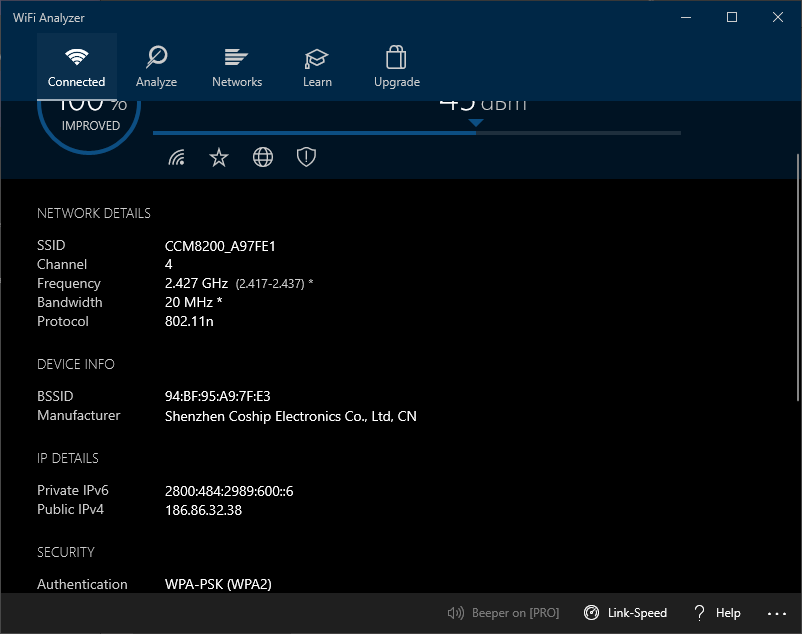 WiFi Analyzer
Connected
Analyze
Networks
Learn
Upgrade
100 %
IMPROVED
dBm
NETWORK DETAILS
SSID CCM8200_A97FE1
Channel 4
Frequency 2.427 GHz (2.417-2.437) *
Bandwidth 20 MHz *
Protocol 802.11n
DEVICE INFO
BSSID 94:BF:95:A9:7F:E3
Manufacturer Shenzhen Coship Electronics Co., Ltd, CN
IP DETAILS
Private IPv6 2800:484:2989:600::6
Public IPv4 186.86.32.38
SECURITY
Authentication WPA-PSK (WPA2)
Beeper on [PRO]
Link-Speed
? Help
...